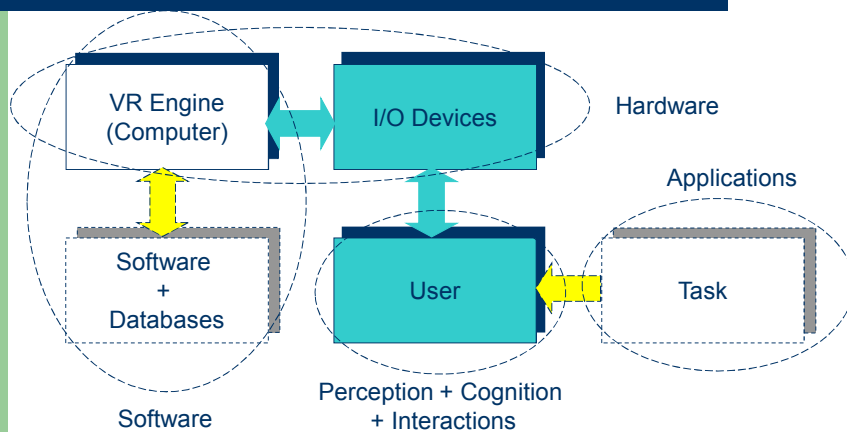 VR Engine
(Computer)
I/O Devices
Hardware
Applications
Software
+
Databases
User
Task
Perception + Cognition
+ Interactions
Software